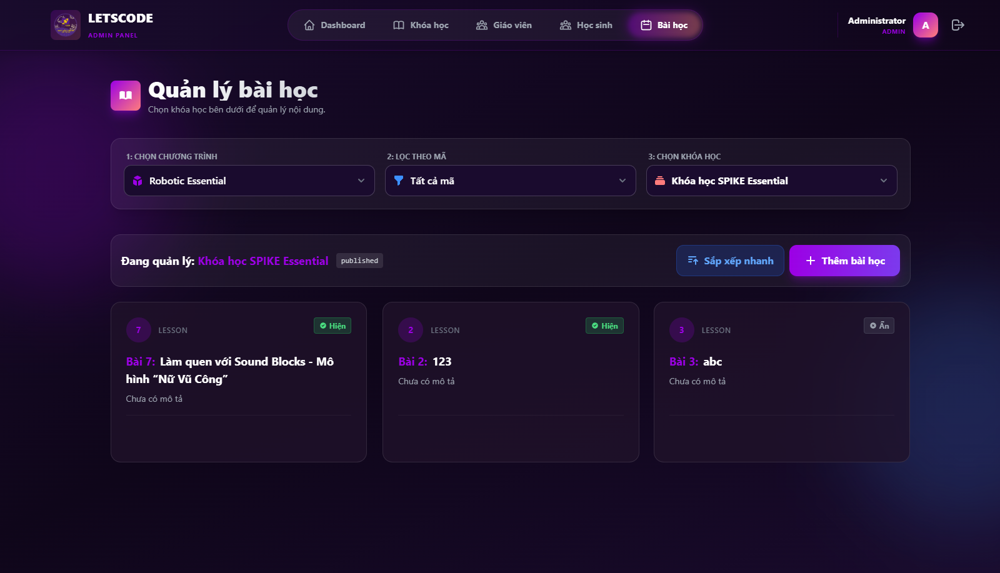 LETSCODE
ADMIN PANEL
Dashboard
Khóa học
Giáo viên
Học sinh
Bài học
Administrator
ADMIN
A
Quản lý bài học
Chọn khóa học bên dưới để quản lý nội dung.
1: CHỌN CHƯƠNG TRÌNH
Robotic Essential
2: LỌC THEO MÃ
Tất cả mã
3: CHỌN KHÓA HỌC
Khóa học SPIKE Essential
Đang quản lý: Khóa học SPIKE Essential published
Sắp xếp nhanh
Thêm bài học
7 LESSON
Hiện
Bài 7: Làm quen với Sound Blocks - Mô
hình “Nữ Vũ Công”
Chưa có mô tả
2 LESSON
Hiện
Bài 2: 123
Chưa có mô tả
3 LESSON
Ẩn
Bài 3: abc
Chưa có mô tả